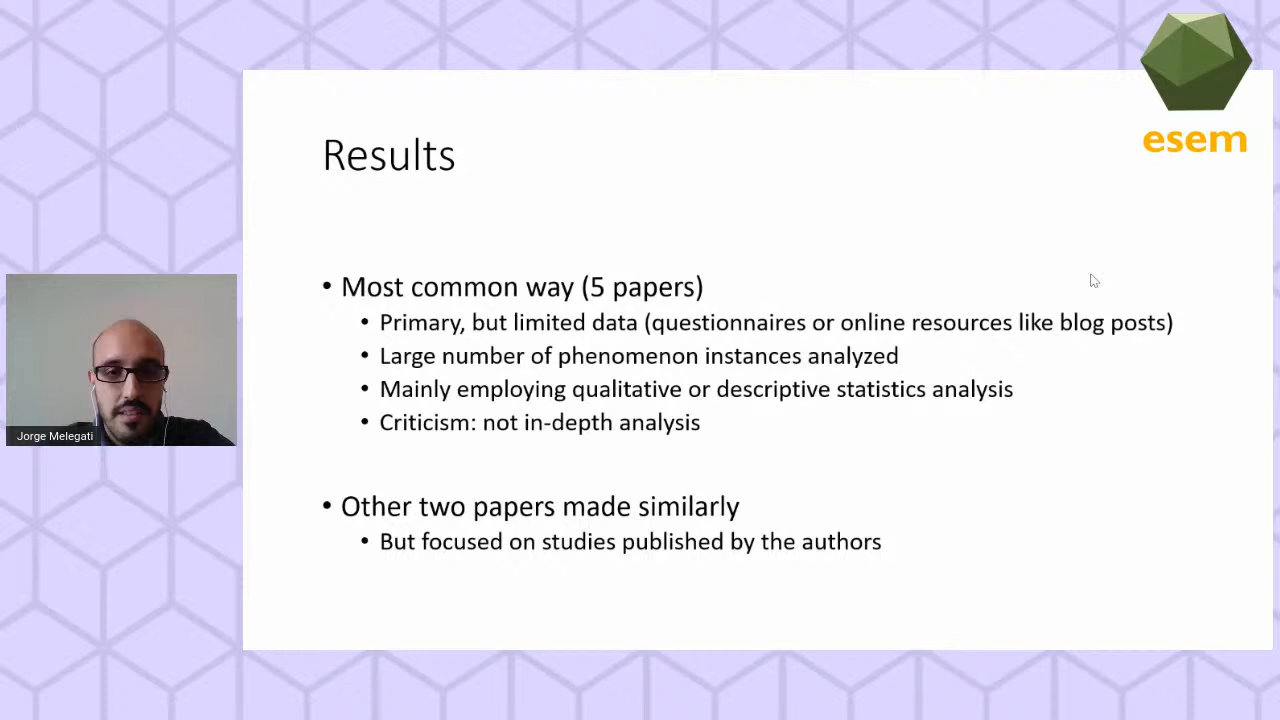 esem
Results
• Most common way (5 papers)
• Primary, but limited data (questionnaires or online resources like blog posts)
• Large number of phenomenon instances analyzed
• Mainly employing qualitative or descriptive statistics analysis
• Criticism: not in-depth analysis
Jorge Melegati
• Other two papers made similarly
• But focused on studies published by the authors